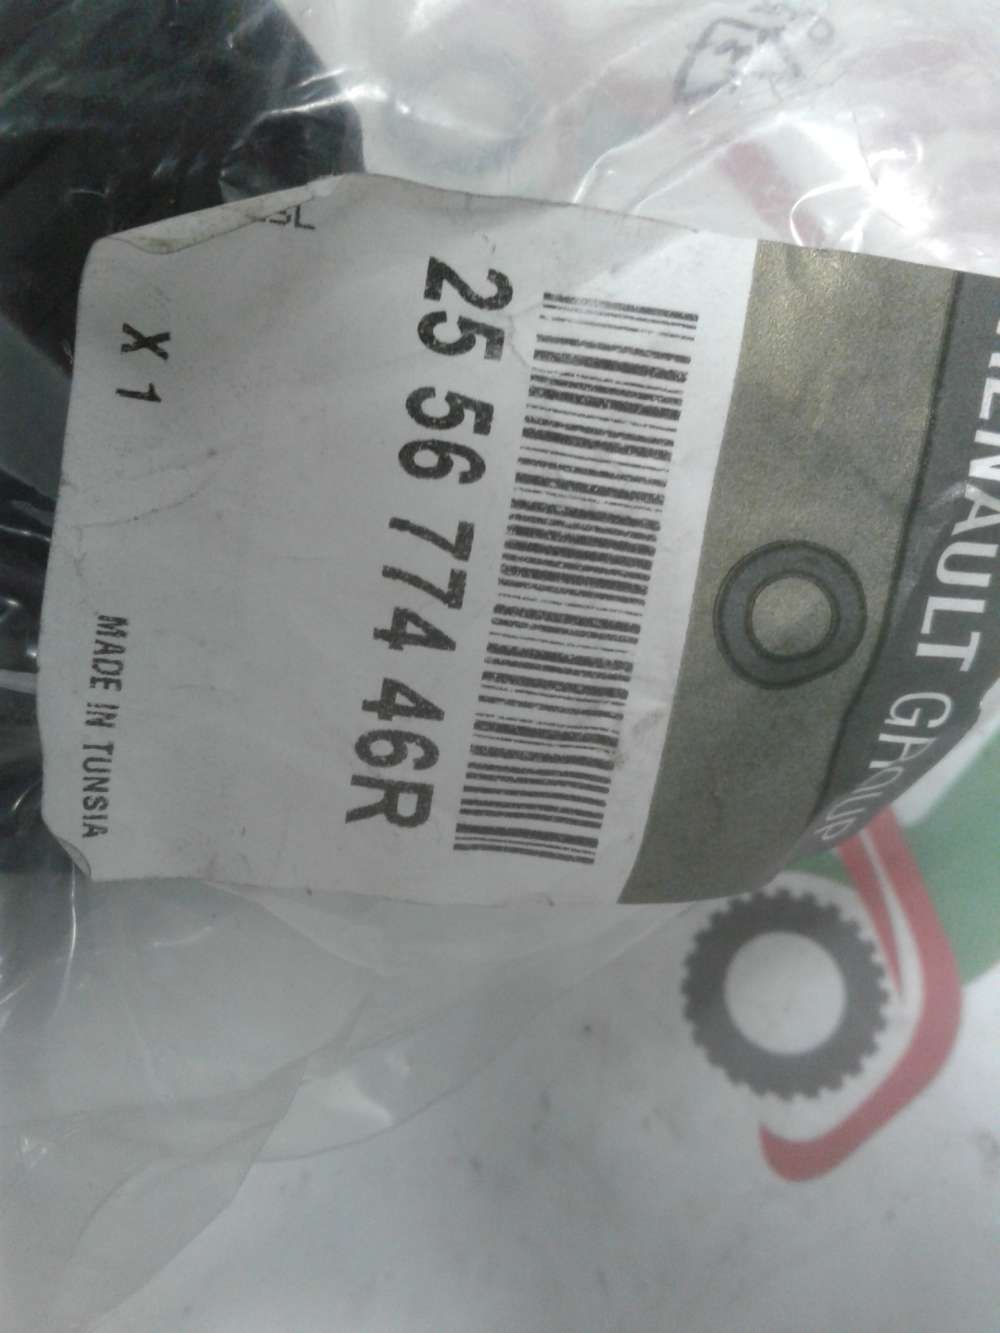 RENAULT GROUP
25 56 774 46R
X 1
MADE IN TUNSIA